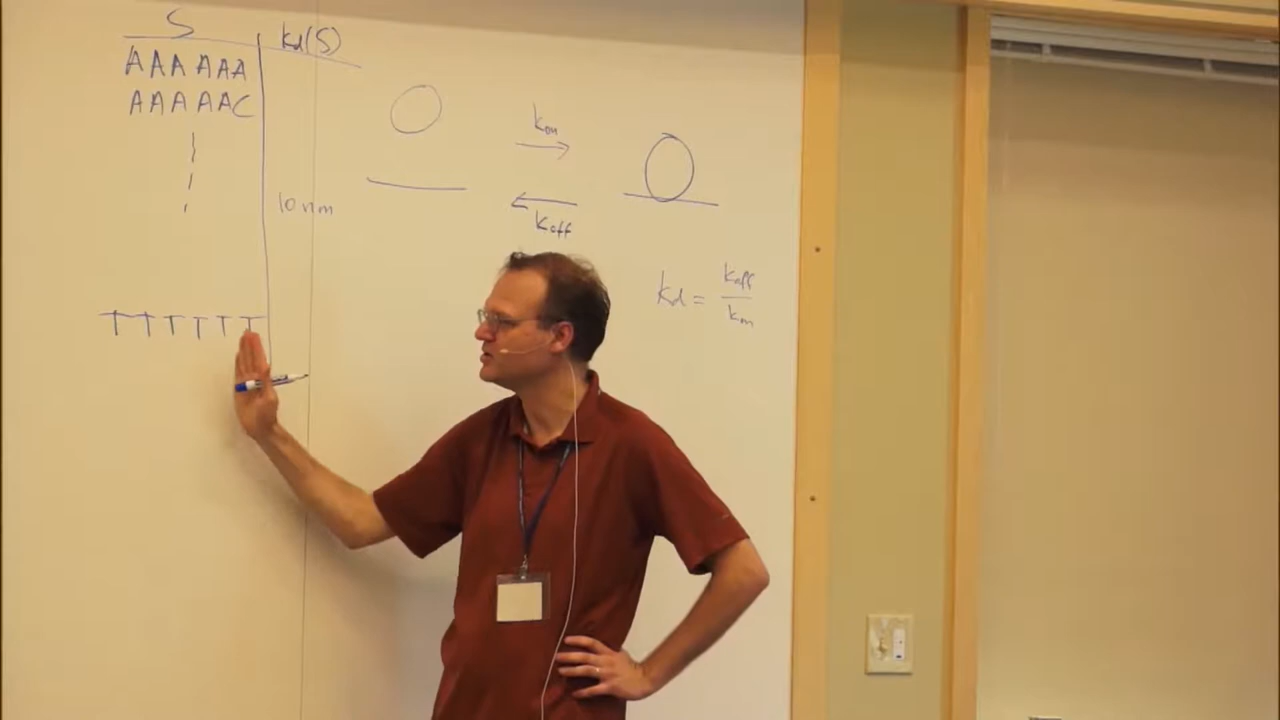 S kd(S)
AAAAAA
AAAAAC
10 nm
TTTTTT
kon
koff
kd = koff
kon